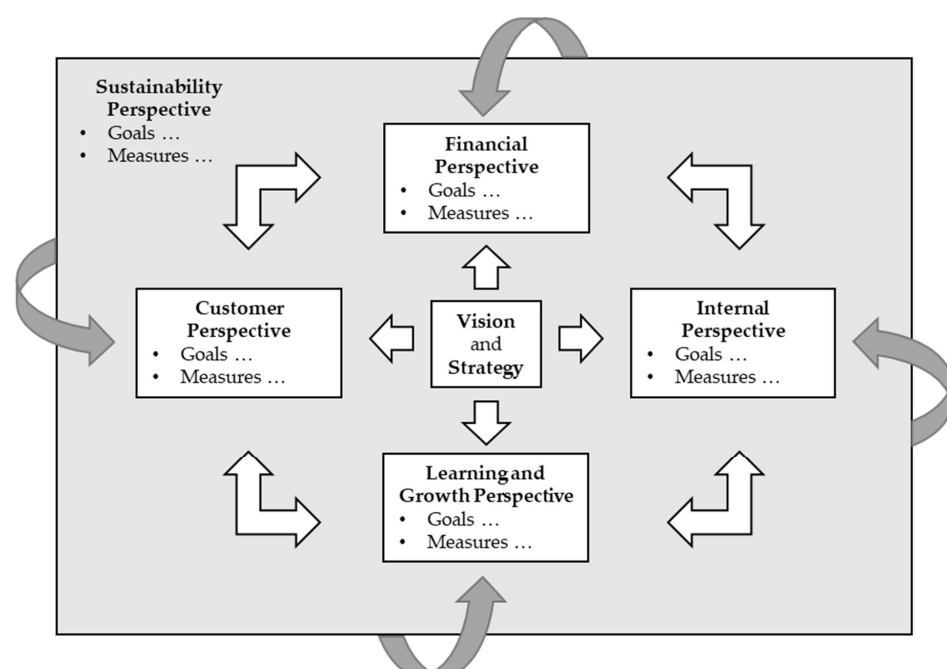 Sustainability
Perspective
• Goals …
• Measures …
Financial
Perspective
• Goals …
• Measures …
Customer
Perspective
• Goals …
• Measures …
Vision
and
Strategy
Internal
Perspective
• Goals …
• Measures …
Learning and
Growth Perspective
• Goals …
• Measures …